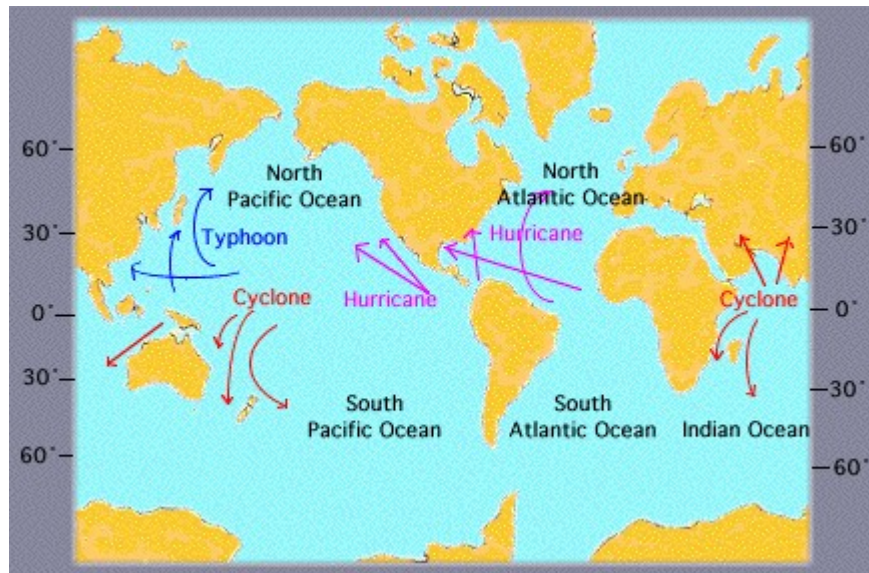 60°
60°
North
Pacific Ocean
North
Atlantic Ocean
30°
Typhoon
Hurricane
30°
Cyclone
Hurricane
Cyclone
0°
0°
30°
30°
South
Pacific Ocean
South
Atlantic Ocean
Indian Ocean
60°
60°